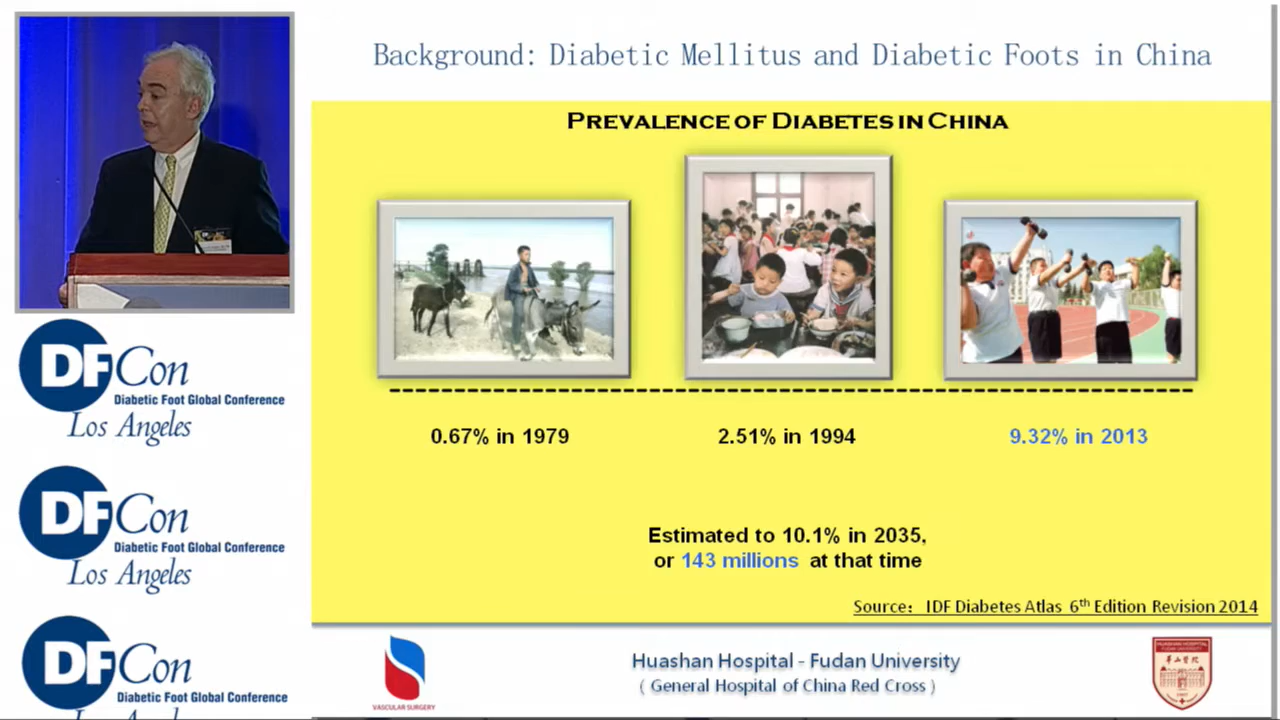 Background: Diabetic Mellitus and Diabetic Foots in China
PREVALENCE OF DIABETES IN CHINA
0.67% in 1979
2.51% in 1994
9.32% in 2013
Estimated to 10.1% in 2035,
or 143 millions at that time
Source: IDF Diabetes Atlas 6th Edition Revision 2014
VASCULAR SURGERY
Huashan Hospital - Fudan University
( General Hospital of China Red Cross )
DFCon
Diabetic Foot Global Conference
Los Angeles
DFCon
Diabetic Foot Global Conference
Los Angeles
DFCon
Diabetic Foot Global Conference
Los Angeles